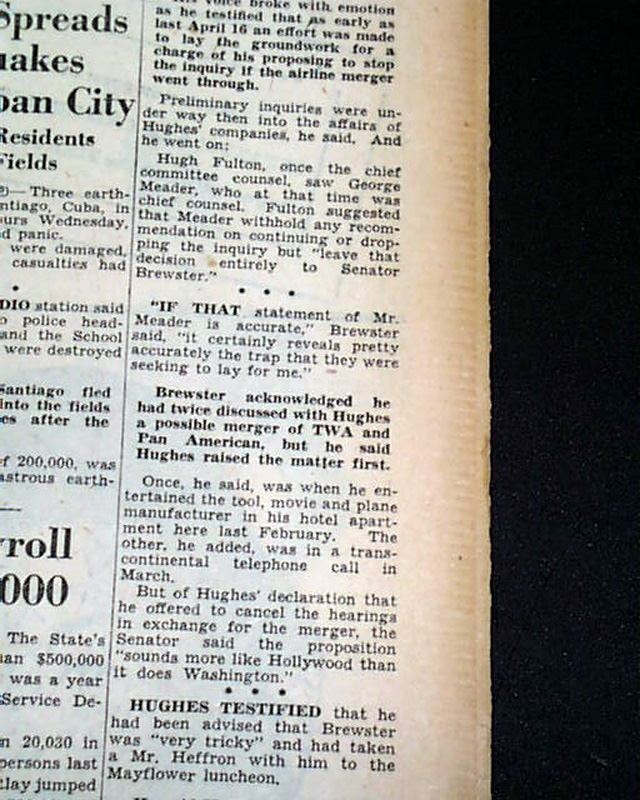 Spreads
uakes
ban City
Residents
Fields
2)— Three earth-
ntiago, Cuba, in
urs Wednesday,
d panic.
were damaged,
casualties had
DIO station said
o police head-
and the School
were destroyed
Santiago fled
into the fields
es after the
of 200,000, was
astrous earth-
roll
000
The State's
an $500,000
was a year
Service De-
n 20,030 in
persons last
tlay jumped
voice broke with emotion
as he testified that as early as
last April 16 an effort was made
to lay the groundwork for a
charge of his proposing to stop
the inquiry if the airline merger
went through.
Preliminary inquiries were un-
der way then into the affairs of
Hughes' companies, he said. And
he went on:
Hugh Fulton, once the chief
committee counsel, saw George
Meader, who at that time was
chief counsel. Fulton suggested
that Meader withhold any recom-
mendation on continuing or drop-
ping the inquiry but "leave that
decision entirely to Senator
Brewster."
• • •
"IF THAT statement of Mr.
Meader is accurate," Brewster
said, "it certainly reveals pretty
accurately the trap that they were
seeking to lay for me."
Brewster acknowledged he
had twice discussed with Hughes
a possible merger of TWA and
Pan American, but he said
Hughes raised the matter first.
Once, he said, was when he en-
tertained the tool, movie and plane
manufacturer in his hotel apart-
ment here last February. The
other, he added, was in a trans-
continental telephone call in
March.
But of Hughes' declaration that
he offered to cancel the hearings
in exchange for the merger, the
Senator said the proposition
"sounds more like Hollywood than
it does Washington."
• • •
HUGHES TESTIFIED that he
had been advised that Brewster
was "very tricky" and had taken
a Mr. Heffron with him to the
Mayflower luncheon.